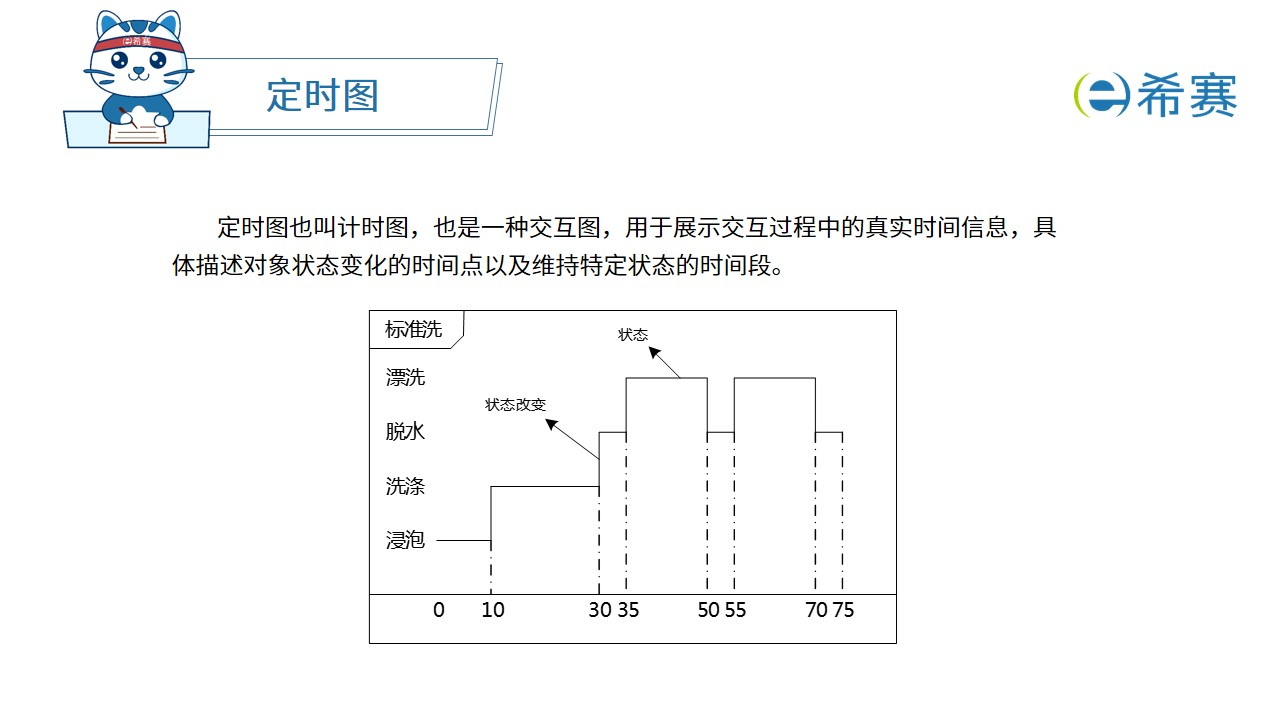 希赛
定时图
希赛
定时图也叫计时图，也是一种交互图，用于展示交互过程中的真实时间信息，具
体描述对象状态变化的时间点以及维持特定状态的时间段。
标准洗
状态
漂洗
状态改变
脱水
洗涤
浸泡
0 10 30 35 50 55 70 75